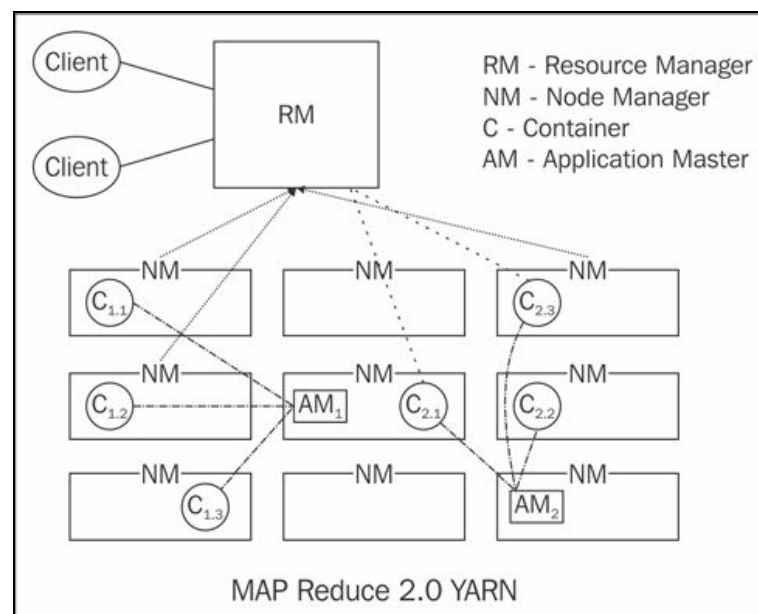 Client
Client
RM
RM - Resource Manager
NM - Node Manager
C - Container
AM - Application Master
NM
NM
NM
C1.1
C2.3
NM
NM
NM
C1.2
AM1
C2.1
C2.2
NM
NM
NM
C1.3
AM2
MAP Reduce 2.0 YARN